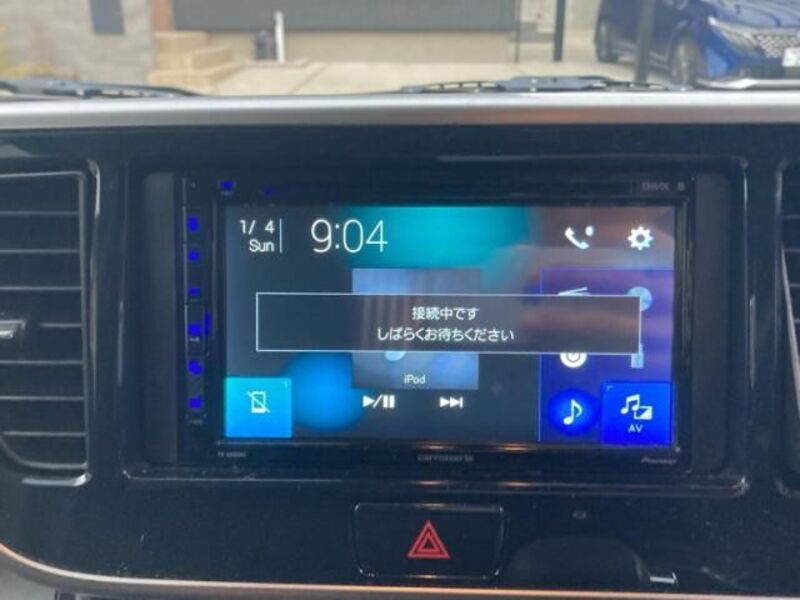 1/ 4
Sun
9:04
接続中です
しばらくお待ちください
iPod
AV
carrozzeria
Pioneer